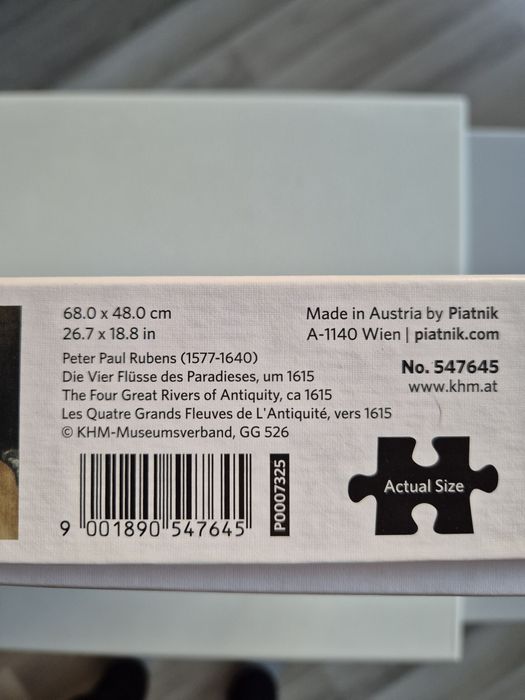 68.0 x 48.0 cm
26.7 x 18.8 in
Peter Paul Rubens (1577-1640)
Die Vier Flüsse des Paradieses, um 1615
The Four Great Rivers of Antiquity, ca 1615
Les Quatre Grands Fleuves de L'Antiquité, vers 1615
© KHM-Museumsverband, GG 526
Made in Austria by Piatnik
A-1140 Wien | piatnik.com
No. 547645
www.khm.at
9 001890 547645
P0007325
Actual Size